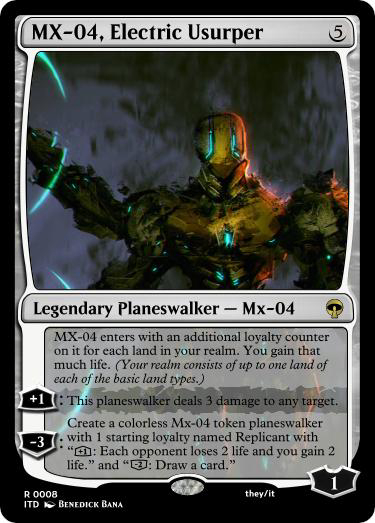 MX-04, Electric Usurper 5
Legendary Planeswalker — Mx-04
MX-04 enters with an additional loyalty counter
on it for each land in your realm. You gain that
much life. (Your realm consists of up to one land of
each of the basic land types.)
+1: This planeswalker deals 3 damage to any target.
Create a colorless Mx-04 token planeswalker
-3: with 1 starting loyalty named Replicant with
“+1: Each opponent loses 2 life and you gain 2
life.” and “-2: Draw a card.”
1
R 0008
ITD Benedick Bana
they/it